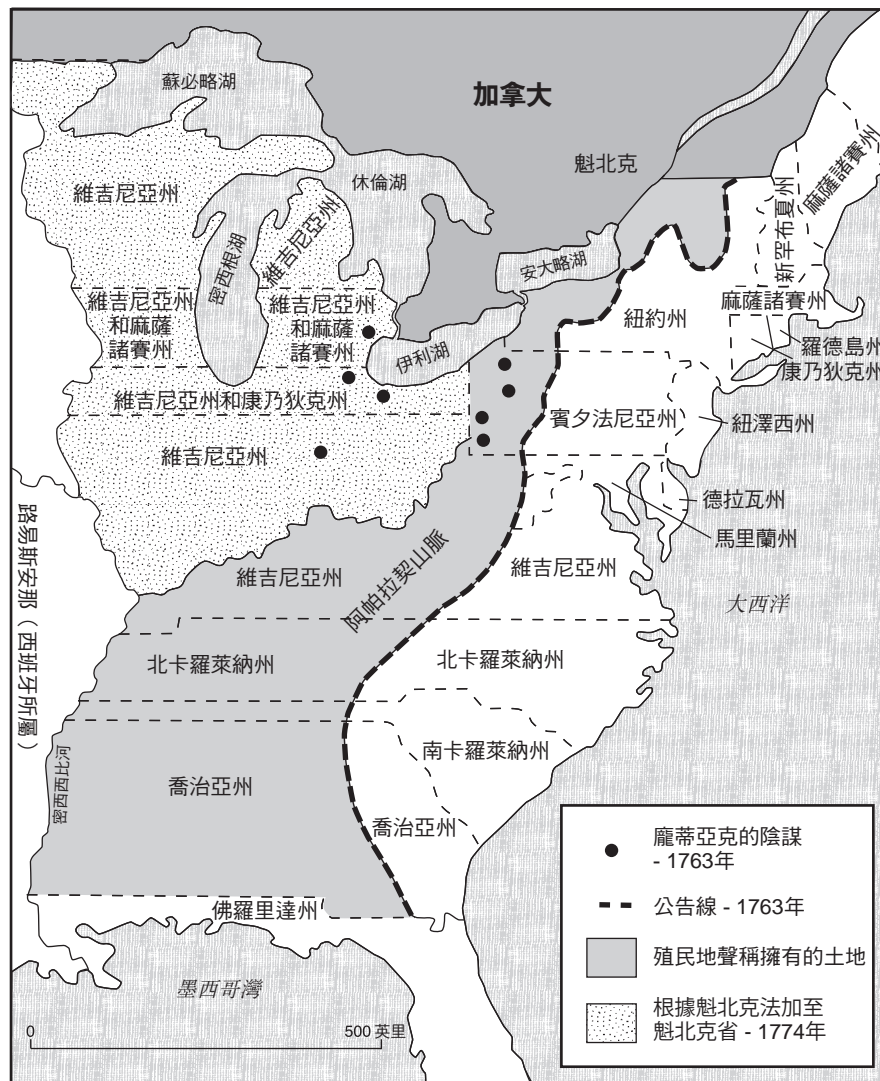 蘇必略湖
加拿大
魁北克
麻薩諸賽州
新罕布夏州
維吉尼亞州
密西根湖
維吉尼亞州
休倫湖
安大略湖
維吉尼亞州
和麻薩
諸賽州
維吉尼亞州
和麻薩
諸賽州
伊利湖
紐約州
麻薩諸賽州
羅德島州
康乃狄克州
維吉尼亞州和康乃狄克州
賓夕法尼亞州
紐澤西州
維吉尼亞州
德拉瓦州
馬里蘭州
路易斯安那（西班牙所屬）
維吉尼亞州
阿帕拉契山脈
維吉尼亞州
大西洋
北卡羅萊納州
北卡羅萊納州
密西西比河
喬治亞州
南卡羅萊納州
喬治亞州
佛羅里達州
墨西哥灣
0
500 英里
龐蒂亞克的陰謀
- 1763年
公告線 - 1763年
殖民地聲稱擁有的土地
根據魁北克法加至
魁北克省 - 1774年